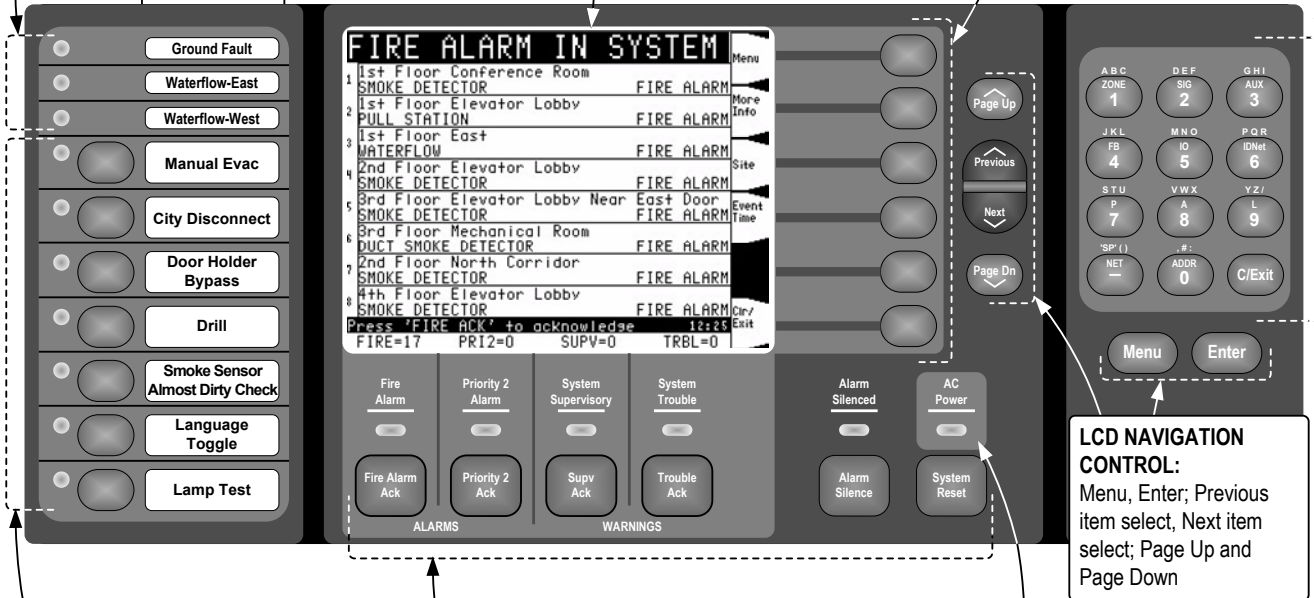 Ground Fault
Waterflow-East
Waterflow-West
Manual Evac
City Disconnect
Door Holder
Bypass
Drill
Smoke Sensor
Almost Dirty Check
Language
Toggle
Lamp Test
FIRE ALARM IN SYSTEM
1 1st Floor Conference Room
SMOKE DETECTOR FIRE ALARM
2 1st Floor Elevator Lobby
PULL STATION FIRE ALARM
3 1st Floor East
WATERFLOW FIRE ALARM
4 2nd Floor Elevator Lobby
SMOKE DETECTOR FIRE ALARM
5 3rd Floor Elevator Lobby Near East Door
SMOKE DETECTOR FIRE ALARM
6 3rd Floor Mechanical Room
DUCT SMOKE DETECTOR FIRE ALARM
7 2nd Floor North Corridor
SMOKE DETECTOR FIRE ALARM
8 4th Floor Elevator Lobby
SMOKE DETECTOR FIRE ALARM
Press 'FIRE ACK' to acknowledge 12:25
FIRE=17 PRI2=0 SUPV=0 TRBL=0
Menu
More
Info
Site
Event
Time
Clr/
Exit
Fire
Alarm
Priority 2
Alarm
System
Supervisory
System
Trouble
Alarm
Silenced
AC
Power
Fire Alarm
Ack
Priority 2
Ack
Supv
Ack
Trouble
Ack
Alarm
Silence
System
Reset
ALARMS
WARNINGS
Page Up
Previous
Next
Page Dn
A B C
ZONE
1
D E F
SIG
2
G H I
AUX
3
J K L
FB
4
M N O
IO
5
P Q R
IDNet
6
S T U
P
7
V W X
A
8
Y Z /
L
9
'SP' ( )
NET
–
, # :
ADDR
0
C/Exit
Menu
Enter
LCD NAVIGATION
CONTROL:
Menu, Enter; Previous
item select, Next item
select; Page Up and
Page Down